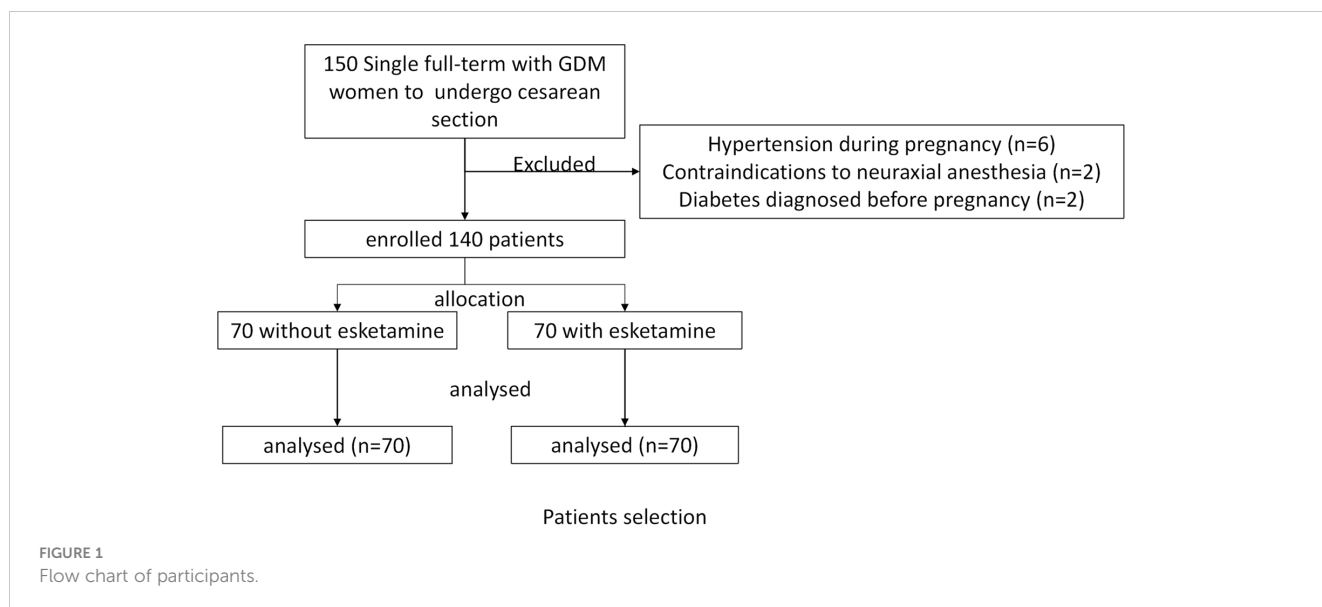 150 Single full-term with GDM
women to undergo cesarean
section
Excluded
Hypertension during pregnancy (n=6)
Contraindications to neuraxial anesthesia (n=2)
Diabetes diagnosed before pregnancy (n=2)
enrolled 140 patients
allocation
70 without esketamine
70 with esketamine
analysed
analysed (n=70)
analysed (n=70)
Patients selection
FIGURE 1
Flow chart of participants.